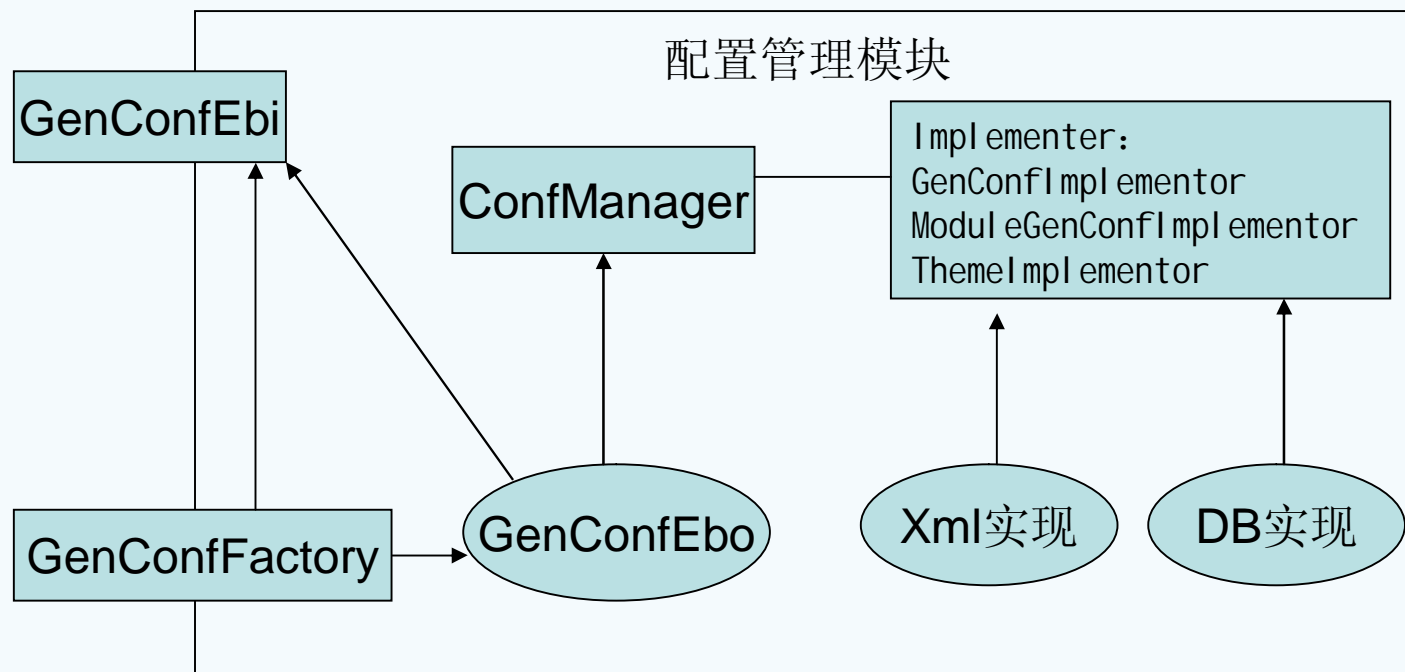 配置管理模块
GenConfEbi
ConfManager
Implementer：
GenConfImplementor
ModuleGenConfImplementor
ThemeImplementor
GenConfFactory
GenConfEbo
Xml实现
DB实现